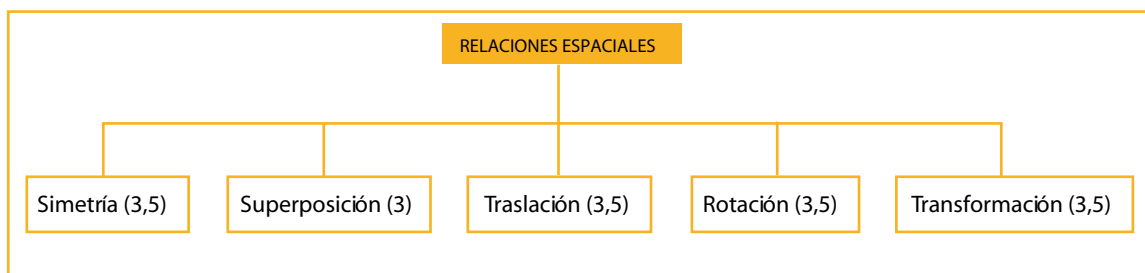 RELACIONES ESPACIALES
Simetría (3,5)
Superposición (3)
Traslación (3,5)
Rotación (3,5)
Transformación (3,5)